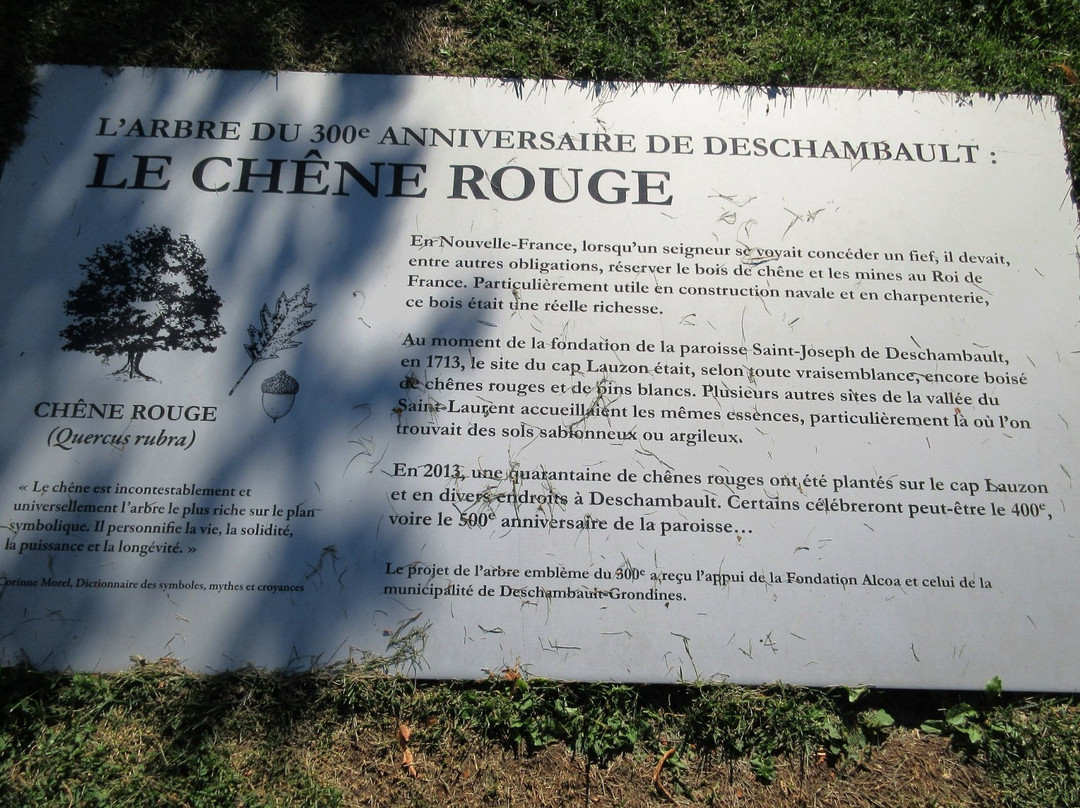 L'ARBRE DU 300e ANNIVERSAIRE DE DESCHAMBAULT :
LE CHÊNE ROUGE
CHÊNE ROUGE
(Quercus rubra)
« Le chêne est incontestablement et
universellement l'arbre le plus riche sur le plan
symbolique. Il personnifie la vie, la solidité,
la puissance et la longévité. »
Corinne Morel, Dictionnaire des symboles, mythes et croyances
En Nouvelle-France, lorsqu'un seigneur se voyait concéder un fief, il devait,
entre autres obligations, réserver le bois de chêne et les mines au Roi de
France. Particulièrement utile en construction navale et en charpenterie,
ce bois était une réelle richesse.
Au moment de la fondation de la paroisse Saint-Joseph de Deschambault,
en 1713, le site du cap Lauzon était, selon toute vraisemblance, encore boisé
de chênes rouges et de pins blancs. Plusieurs autres sites de la vallée du
Saint-Laurent accueillaient les mêmes essences, particulièrement là où l'on
trouvait des sols sablonneux ou argileux.
En 2013, une quarantaine de chênes rouges ont été plantés sur le cap Lauzon
et en divers endroits à Deschambault. Certains célébreront peut-être le 400e,
voire le 500e anniversaire de la paroisse…
Le projet de l'arbre emblème du 300e a reçu l'appui de la Fondation Alcoa et celui de la
municipalité de Deschambault-Grondines.